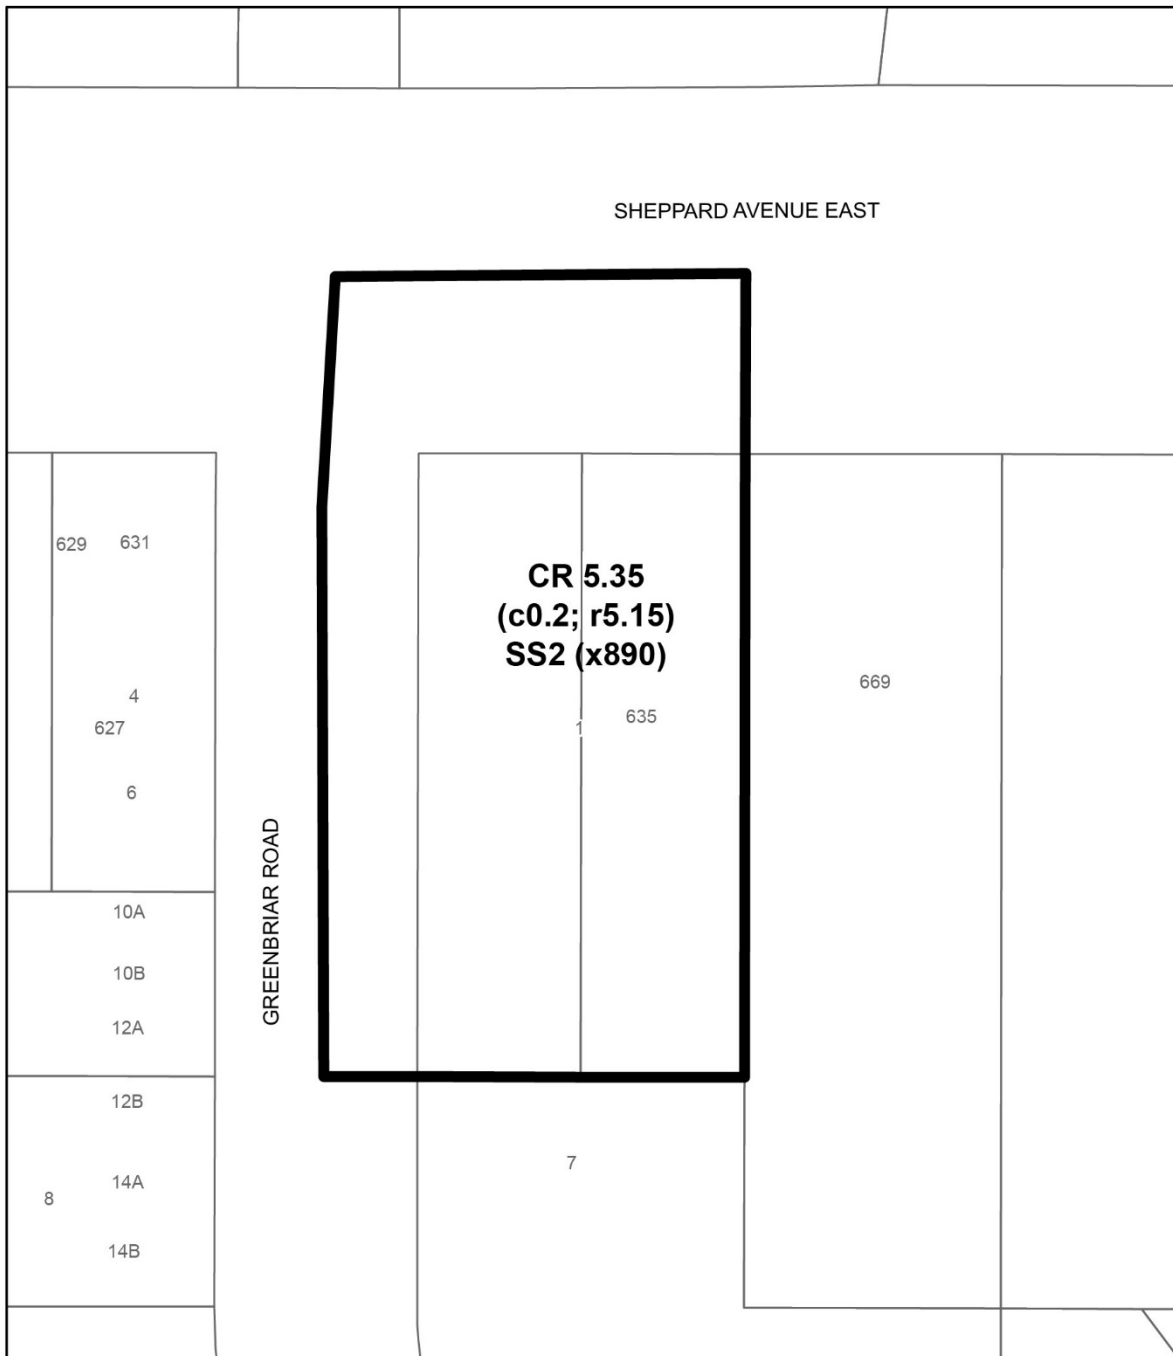 SHEPPARD AVENUE EAST
629
631
CR 5.35
(c0.2; r5.15)
SS2 (x890)
669
4
627
1
635
6
GREENBRIAR ROAD
10A
10B
12A
12B
7
14A
8
14B